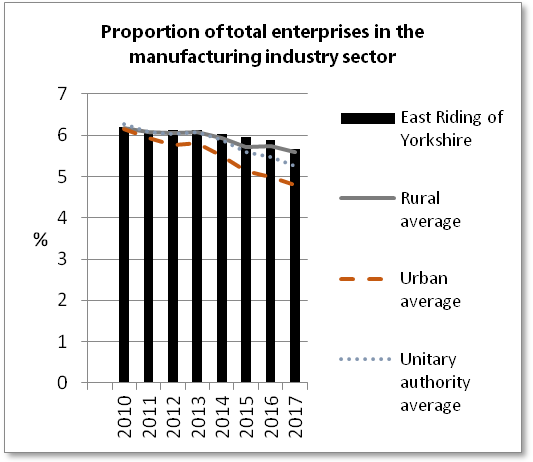 Proportion of total enterprises in the
manufacturing industry sector
7
6
5
4
3
2
1
0
%
2010
2011
2012
2013
2014
2015
2016
2017
East Riding of
Yorkshire
Rural
average
Urban
average
Unitary
authority
average